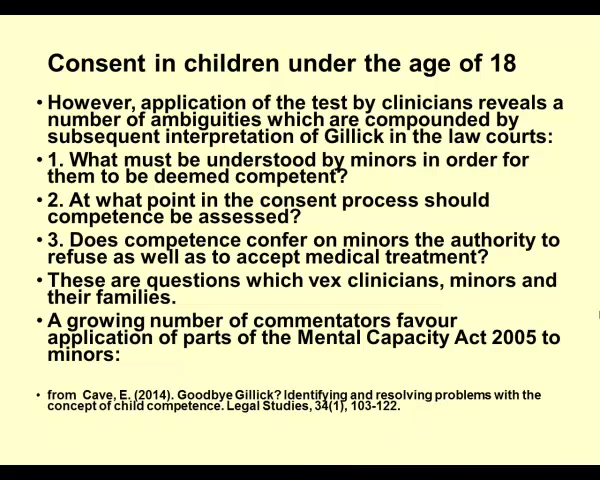 Consent in children under the age of 18
• However, application of the test by clinicians reveals a
number of ambiguities which are compounded by
subsequent interpretation of Gillick in the law courts:
• 1. What must be understood by minors in order for
them to be deemed competent?
• 2. At what point in the consent process should
competence be assessed?
• 3. Does competence confer on minors the authority to
refuse as well as to accept medical treatment?
• These are questions which vex clinicians, minors and
their families.
• A growing number of commentators favour
application of parts of the Mental Capacity Act 2005 to
minors:
• from Cave, E. (2014). Goodbye Gillick? Identifying and resolving problems with the
concept of child competence. Legal Studies, 34(1), 103-122.